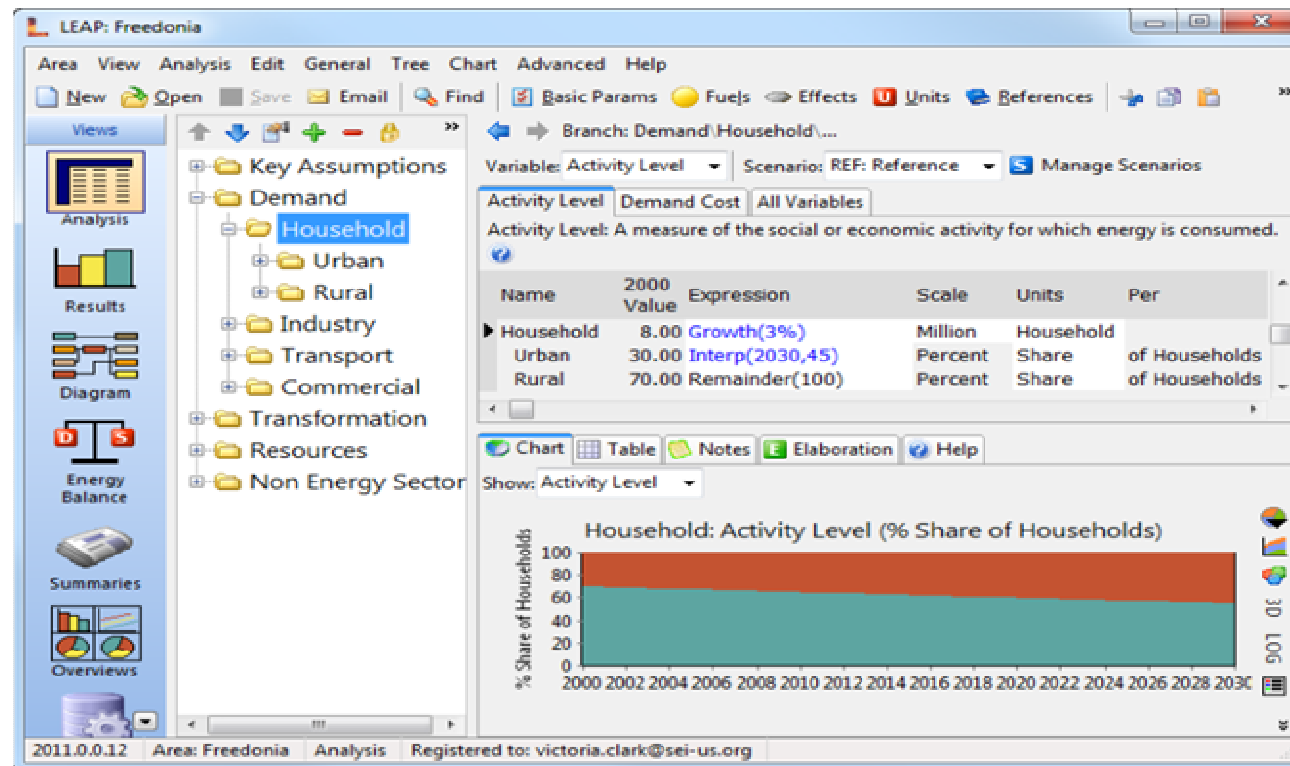 LEAP: Freedonia
Area View Analysis Edit General Tree Chart Advanced Help
New Open Save Email Find Basic Params Fuels Effects Units References
Views
Analysis
Results
Diagram
Energy
Balance
Summaries
Overviews
Key Assumptions
Demand
Household
Urban
Rural
Industry
Transport
Commercial
Transformation
Resources
Non Energy Sector
Branch: Demand\Household\...
Variable: Activity Level Scenario: REF: Reference S Manage Scenarios
Activity Level Demand Cost All Variables
Activity Level: A measure of the social or economic activity for which energy is consumed.
Name 2000 Value Expression Scale Units Per
Household 8.00 Growth(3%) Million Household
Urban 30.00 Interp(2030,45) Percent Share of Households
Rural 70.00 Remainder(100) Percent Share of Households
Chart Table Notes E Elaboration Help
Show: Activity Level
Household: Activity Level (% Share of Households)
% Share of Households
100
80
60
40
20
0
2000 2002 2004 2006 2008 2010 2012 2014 2016 2018 2020 2022 2024 2026 2028 2030
3D
LOG
2011.0.0.12 Area: Freedonia Analysis Registered to: victoria.clark@sei-us.org